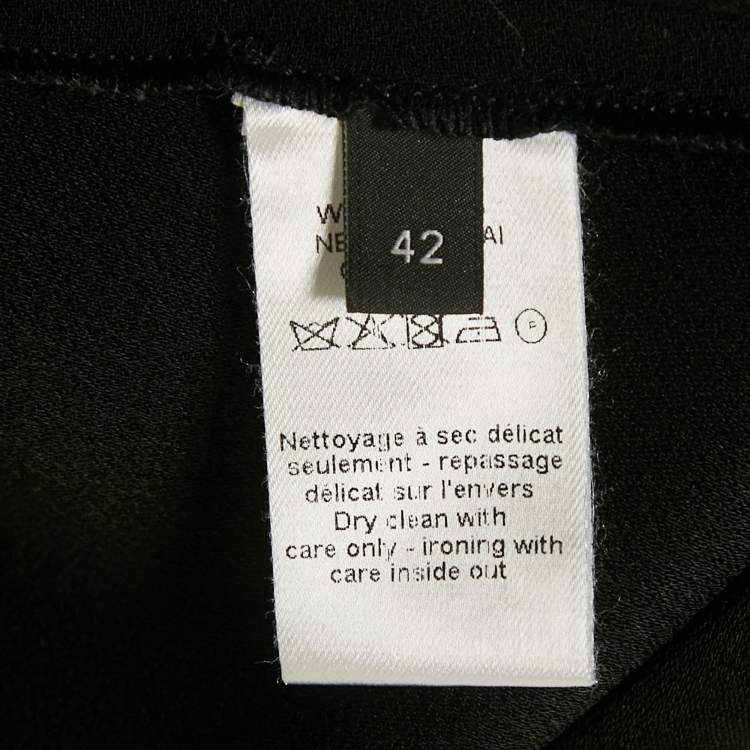 42
Nettoyage à sec délicat
seulement - repassage
délicat sur l'envers
Dry clean with
care only - ironing with
care inside out